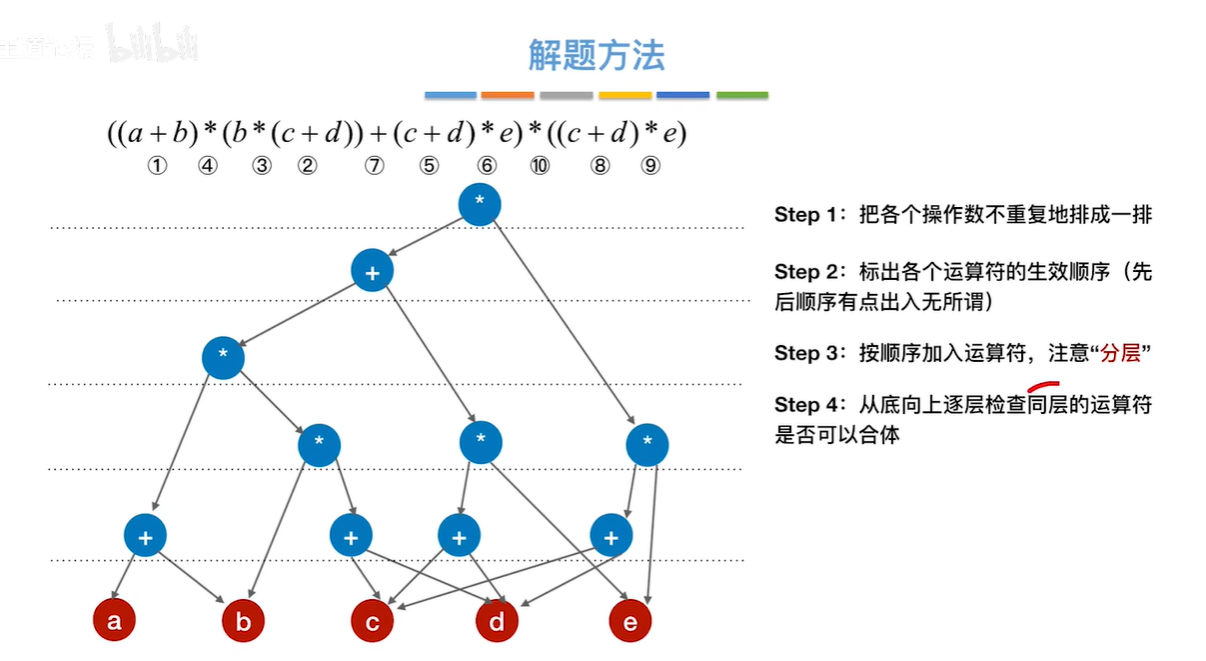 bilibili
解题方法
((a+b)*(b*(c+d))+(c+d)*e)*((c+d)*e)
① ④ ③ ② ⑦ ⑤ ⑥ ⑩ ⑧ ⑨
*
+
*
* * *
+ + + +
a b c d e
Step 1：把各个操作数不重复地排成一排
Step 2：标出各个运算符的生效顺序（先
后顺序有点出入无所谓）
Step 3：按顺序加入运算符，注意“分层”
Step 4：从底向上逐层检查同层的运算符
是否可以合体